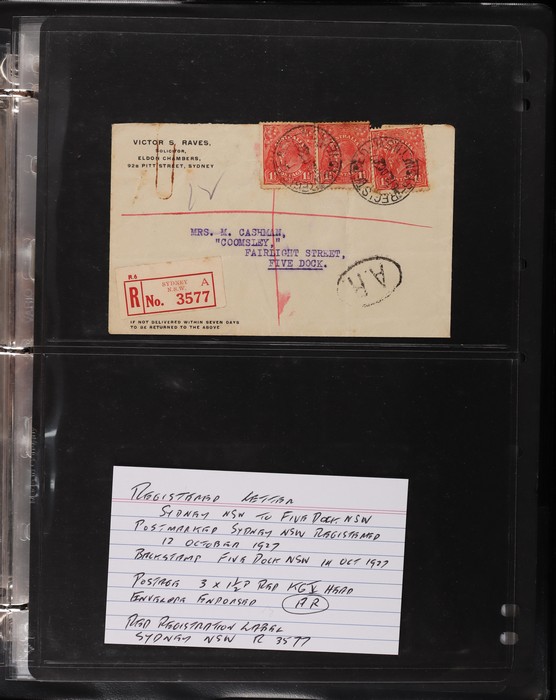 VICTOR S. RAVES,
SOLICITOR,
ELDON CHAMBERS,
92A PITT STREET, SYDNEY
MRS. M. CASHMAN,
"COOMSLEY,"
FAIRLIGHT STREET,
FIVE DOCK.
R6
SYDNEY A
N.S.W.
R No. 3577
A.R.
IF NOT DELIVERED WITHIN SEVEN DAYS
TO BE RETURNED TO THE ABOVE
REGISTERED LETTER
SYDNEY NSW TO FIVE DOCK NSW
POSTMARKED SYDNEY NSW REGISTERED
12 OCTOBER 1927
BACKSTAMP FIVE DOCK NSW 14 OCT 1927
POSTAGE 3 x 1½P RED KGV HEAD
ENVELOPE ENDORSED AR
RED REGISTRATION LABEL
SYDNEY NSW R 3577